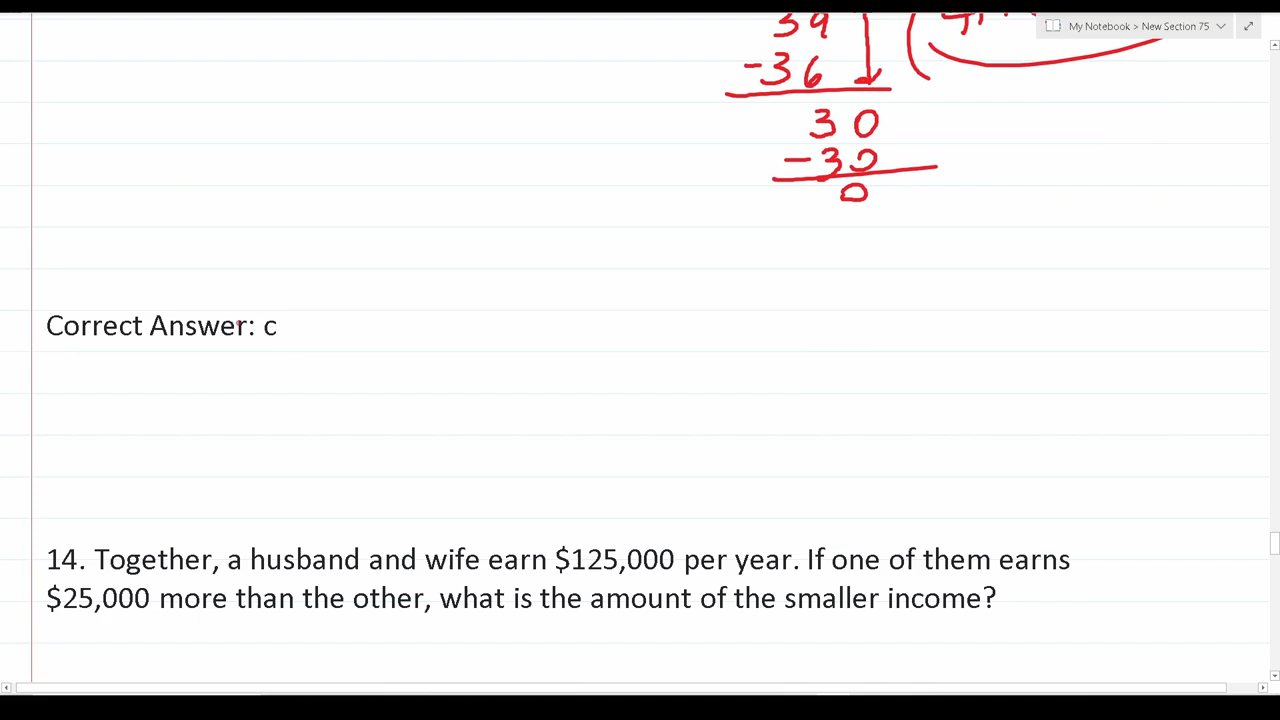 My Notebook > New Section 75
39
-36
30
-30
0
Correct Answer: c
14. Together, a husband and wife earn $125,000 per year. If one of them earns
$25,000 more than the other, what is the amount of the smaller income?